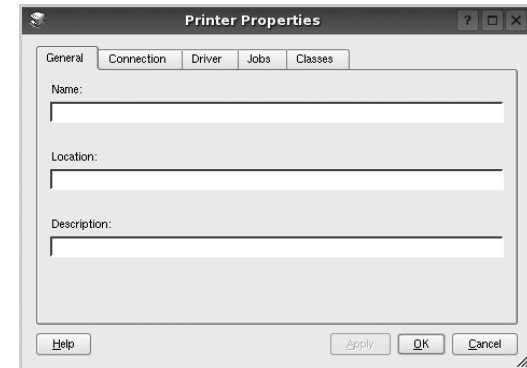 Printer Properties
?
General Connection Driver Jobs Classes
Name:
Location:
Description:
Help Apply OK Cancel